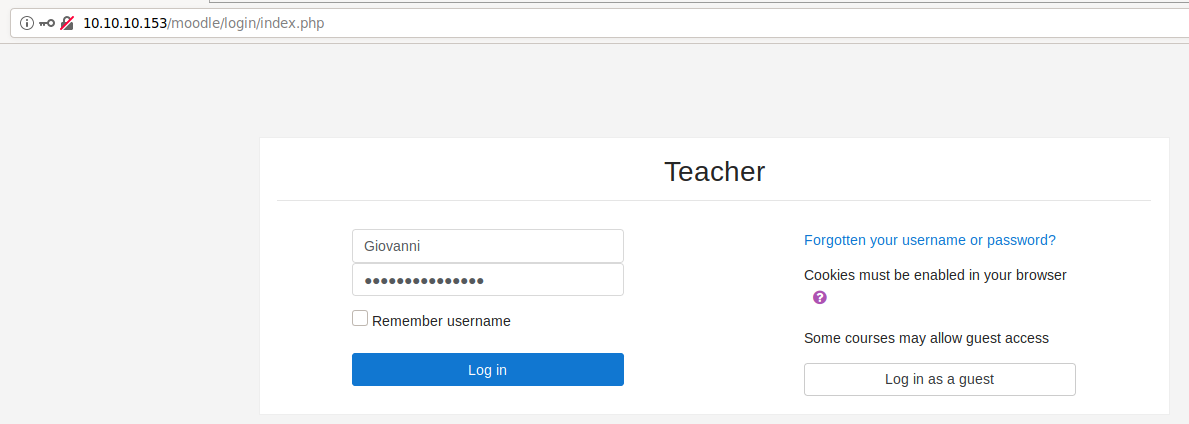 10.10.10.153/moodle/login/index.php
Teacher
Giovanni
●●●●●●●●●●●●●●●
Remember username
Log in
Forgotten your username or password?
Cookies must be enabled in your browser
?
Some courses may allow guest access
Log in as a guest